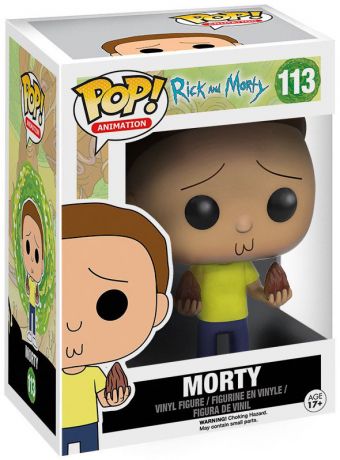 POP!
ANIMATION
Rick and Morty
113
MORTY
113
MORTY
VINYL FIGURE / FIGURINE EN VINYLE /
FIGURA DE VINIL
WARNING! Choking Hazard.
May contain small parts.
AGE
17+